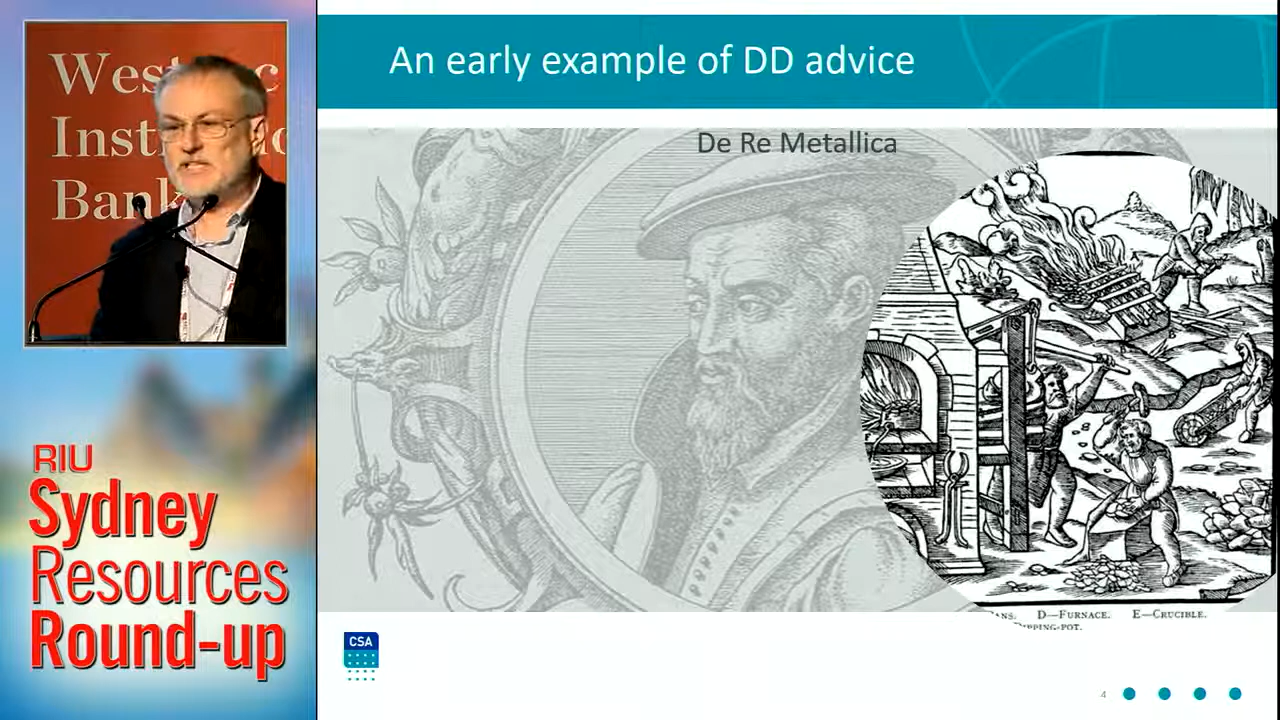 An early example of DD advice
De Re Metallica
D—FURNACE. E—CRUCIBLE.
RIU
Sydney
Resources
Round-up
CSA
4